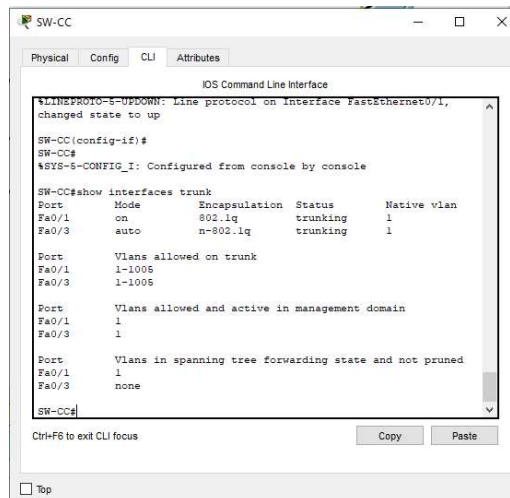 SW-CC
Physical Config CLI Attributes
IOS Command Line Interface
%LINEPROTO-5-UPDOWN: Line protocol on Interface FastEthernet0/1,
changed state to up
SW-CC(config-if)#
SW-CC#
%SYS-5-CONFIG_I: Configured from console by console
SW-CC#show interfaces trunk
Port Mode Encapsulation Status Native vlan
Fa0/1 on 802.1q trunking 1
Fa0/3 auto n-802.1q trunking 1
Port Vlans allowed on trunk
Fa0/1 1-1005
Fa0/3 1-1005
Port Vlans allowed and active in management domain
Fa0/1 1
Fa0/3 1
Port Vlans in spanning tree forwarding state and not pruned
Fa0/1 1
Fa0/3 none
SW-CC#
Ctrl+F6 to exit CLI focus
Copy Paste
Top